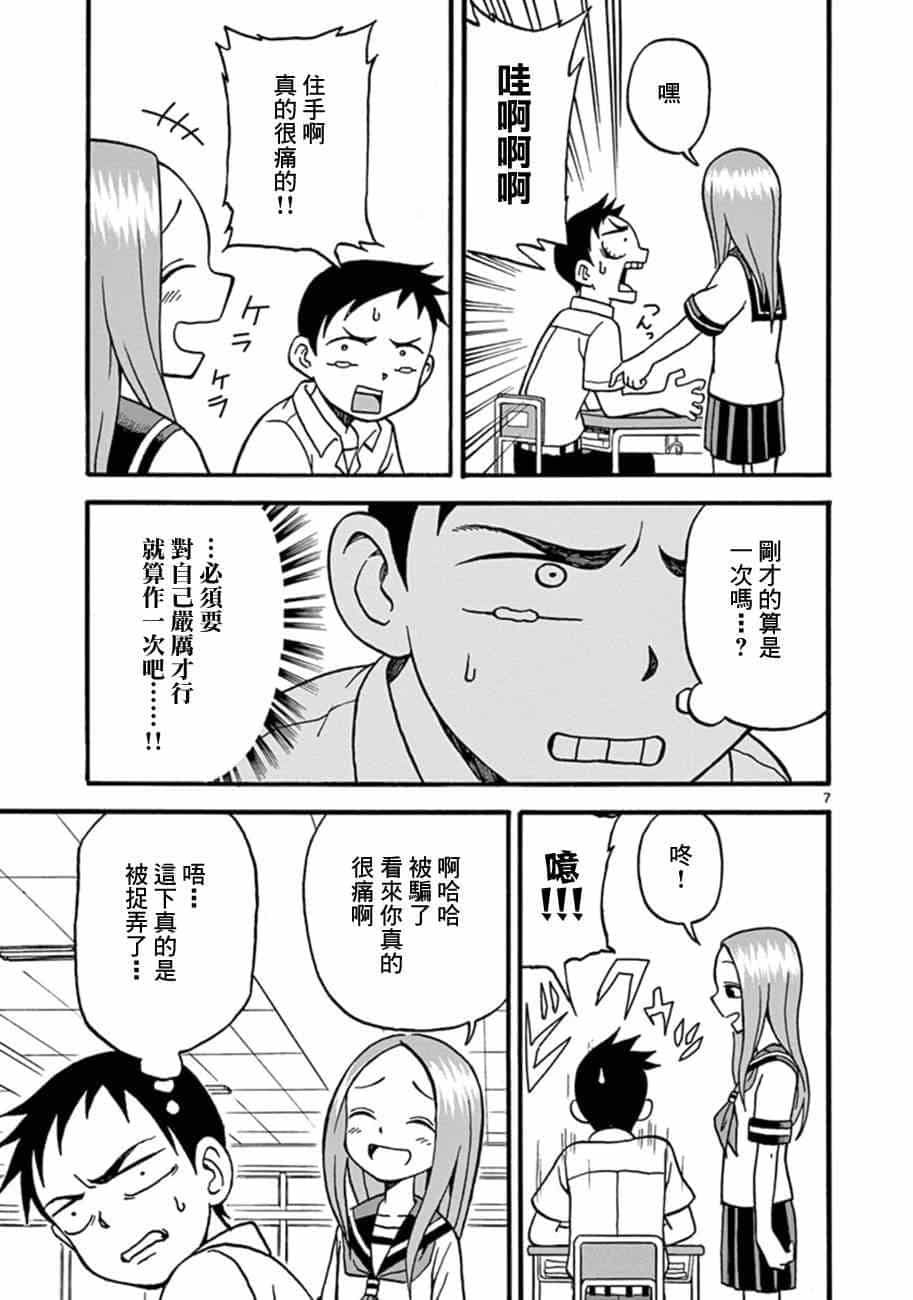 嘿
哇啊啊啊
つんっ
住手啊
真的很痛的!!
ケラ
ケラ
剛才的算是
一次嗎…?
…必須要
對自己嚴厲才行
就算作一次吧……!!
7
咚!
噫!!!
啊哈哈
被騙了
看來你真的
很痛啊
唔…
這下真的是
被捉弄了…